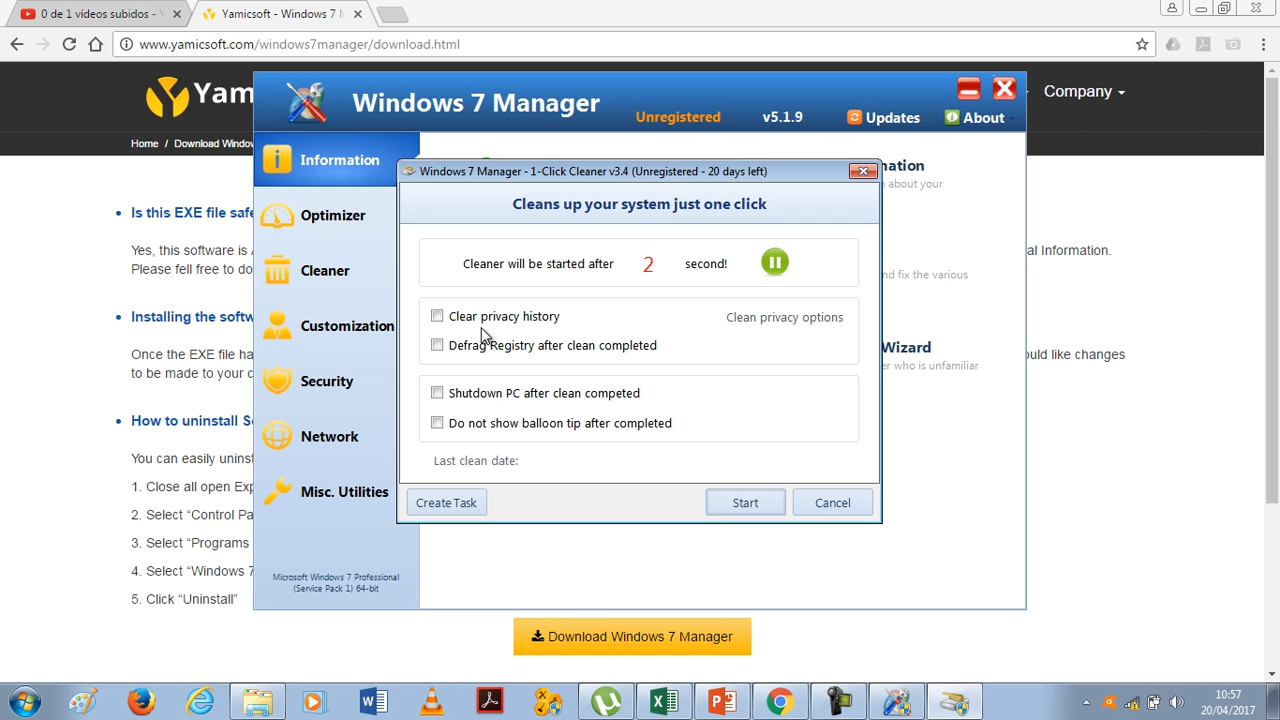 0 de 1 vídeos subidos - Y
Yamicsoft - Windows 7 M
www.yamicsoft.com/windows7manager/download.html
Yam
Company
Home / Download Windov
Windows 7 Manager
Unregistered
v5.1.9
Updates
About
Information
Optimizer
Cleaner
Customization
Security
Network
Misc. Utilities
Microsoft Windows 7 Professional
(Service Pack 1) 64-bit
mation
n about your
nd fix the various
Wizard
er who is unfamiliar
Windows 7 Manager - 1-Click Cleaner v3.4 (Unregistered - 20 days left)
Cleans up your system just one click
Cleaner will be started after 2 second!
Clear privacy history
Clean privacy options
Defrag Registry after clean completed
Shutdown PC after clean competed
Do not show balloon tip after completed
Last clean date:
Create Task
Start
Cancel
Is this EXE file safe
Yes, this software is A
al Information.
Please fell free to do
Installing the softw
Once the EXE file ha
uld like changes
to be made to your c
How to uninstall So
You can easily uninst
1. Close all open Exp
2. Select “Control Pa
3. Select “Programs
4. Select “Windows 7
5. Click “Uninstall”
Download Windows 7 Manager
10:57
20/04/2017